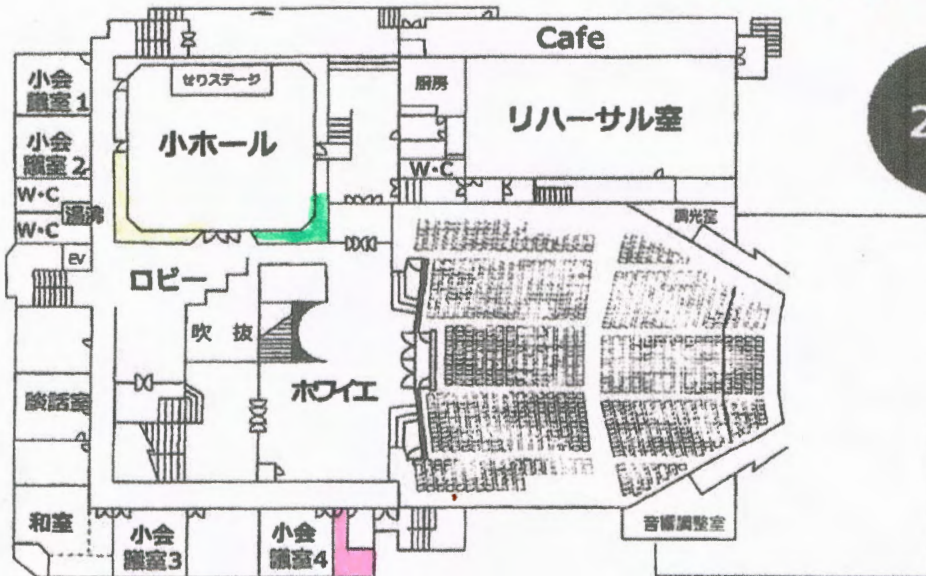 Cafe
小会
議室1
せりステージ
厨房
リハーサル室
2
小会
議室2
小ホール
W・C
W・C
湯沸
W・C
調光室
EV
ロビー
吹 抜
ホワイエ
談話室
和室
小会
議室3
小会
議室4
音響調整室